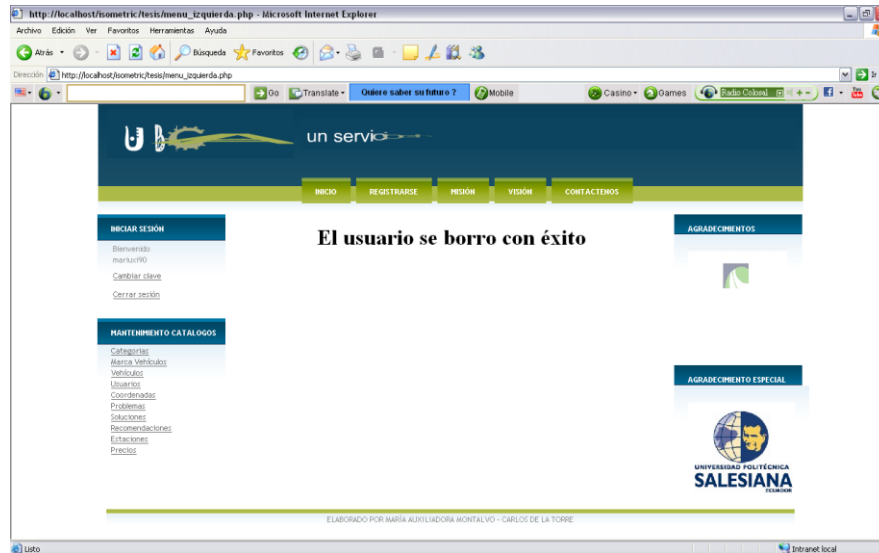 http://localhost/isometric/tesis/menu_izquierda.php - Microsoft Internet Explorer
Archivo Edición Ver Favoritos Herramientas Ayuda
Atrás Búsqueda Favoritos
Dirección http://localhost/isometric/tesis/menu_izquierda.php Ir
Go Translate Quiere saber su futuro ? Mobile Casino Games Radio Colosal
un servicio
INICIO REGISTRARSE MISIÓN VISIÓN CONTACTENOS
INICIAR SESIÓN
Bienvenido
mariuci90
Cambiar clave
Cerrar sesión
MANTENIMIENTO CATALOGOS
Categorias
Marca Vehículos
Vehículos
Usuarios
Coordenadas
Problemas
Soluciones
Recomendaciones
Estaciones
Precios
El usuario se borro con éxito
AGRADECIMIENTOS
AGRADECIMIENTO ESPECIAL
UNIVERSIDAD POLITÉCNICA
SALESIANA
ECUADOR
ELABORADO POR MARÍA AUXILIADORA MONTALVO - CARLOS DE LA TORRE
Listo Intranet local